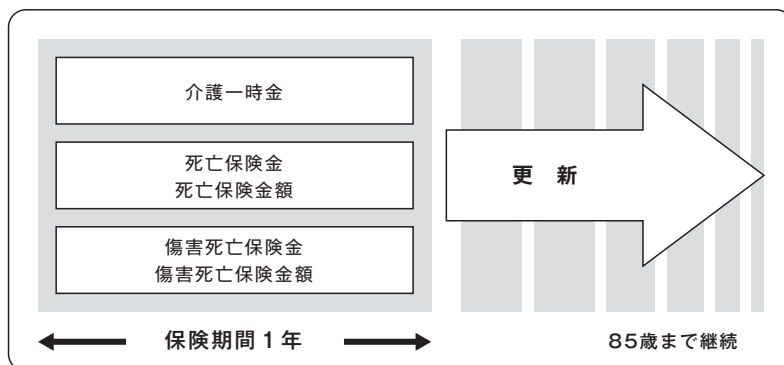 介護一時金
死亡保険金
死亡保険金額
傷害死亡保険金
傷害死亡保険金額
更　新
保険期間１年
85歳まで継続